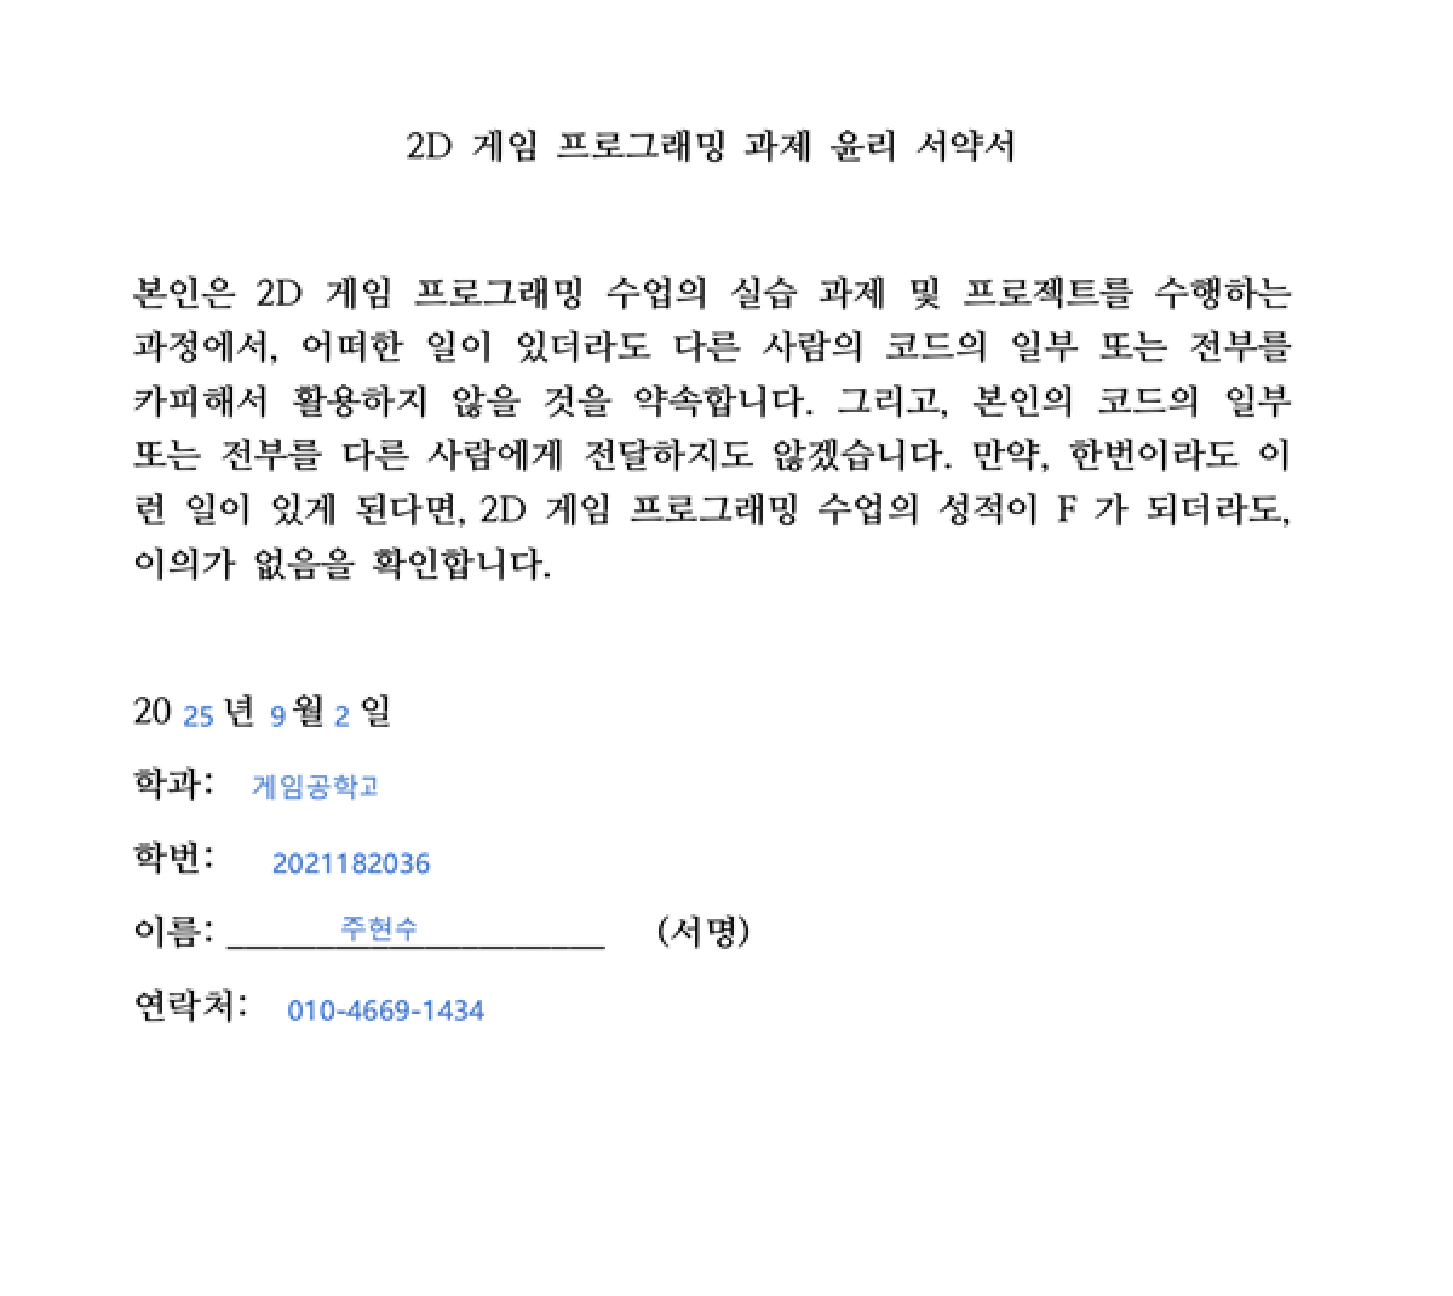 2D 게임 프로그래밍 과제 윤리 서약서
본인은 2D 게임 프로그래밍 수업의 실습 과제 및 프로젝트를 수행하는
과정에서, 어떠한 일이 있더라도 다른 사람의 코드의 일부 또는 전부를
카피해서 활용하지 않을 것을 약속합니다. 그리고, 본인의 코드의 일부
또는 전부를 다른 사람에게 전달하지도 않겠습니다. 만약, 한번이라도 이
런 일이 있게 된다면, 2D 게임 프로그래밍 수업의 성적이 F 가 되더라도,
이의가 없음을 확인합니다.
20 25 년 9 월 2 일
학과: 게임공학고
학번: 2021182036
이름: 주현수 (서명)
연락처: 010-4669-1434